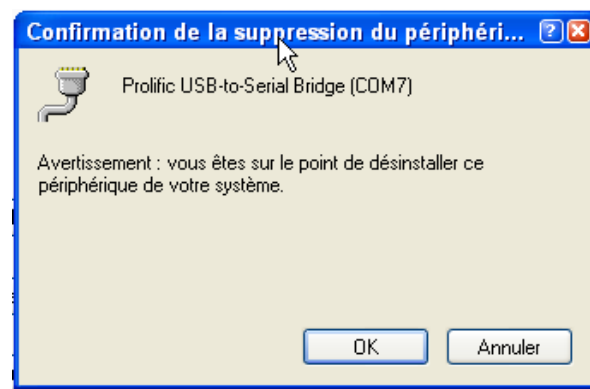 Confirmation de la suppression du périphéri...
Prolific USB-to-Serial Bridge (COM7)
Avertissement : vous êtes sur le point de désinstaller ce
périphérique de votre système.
OK
Annuler